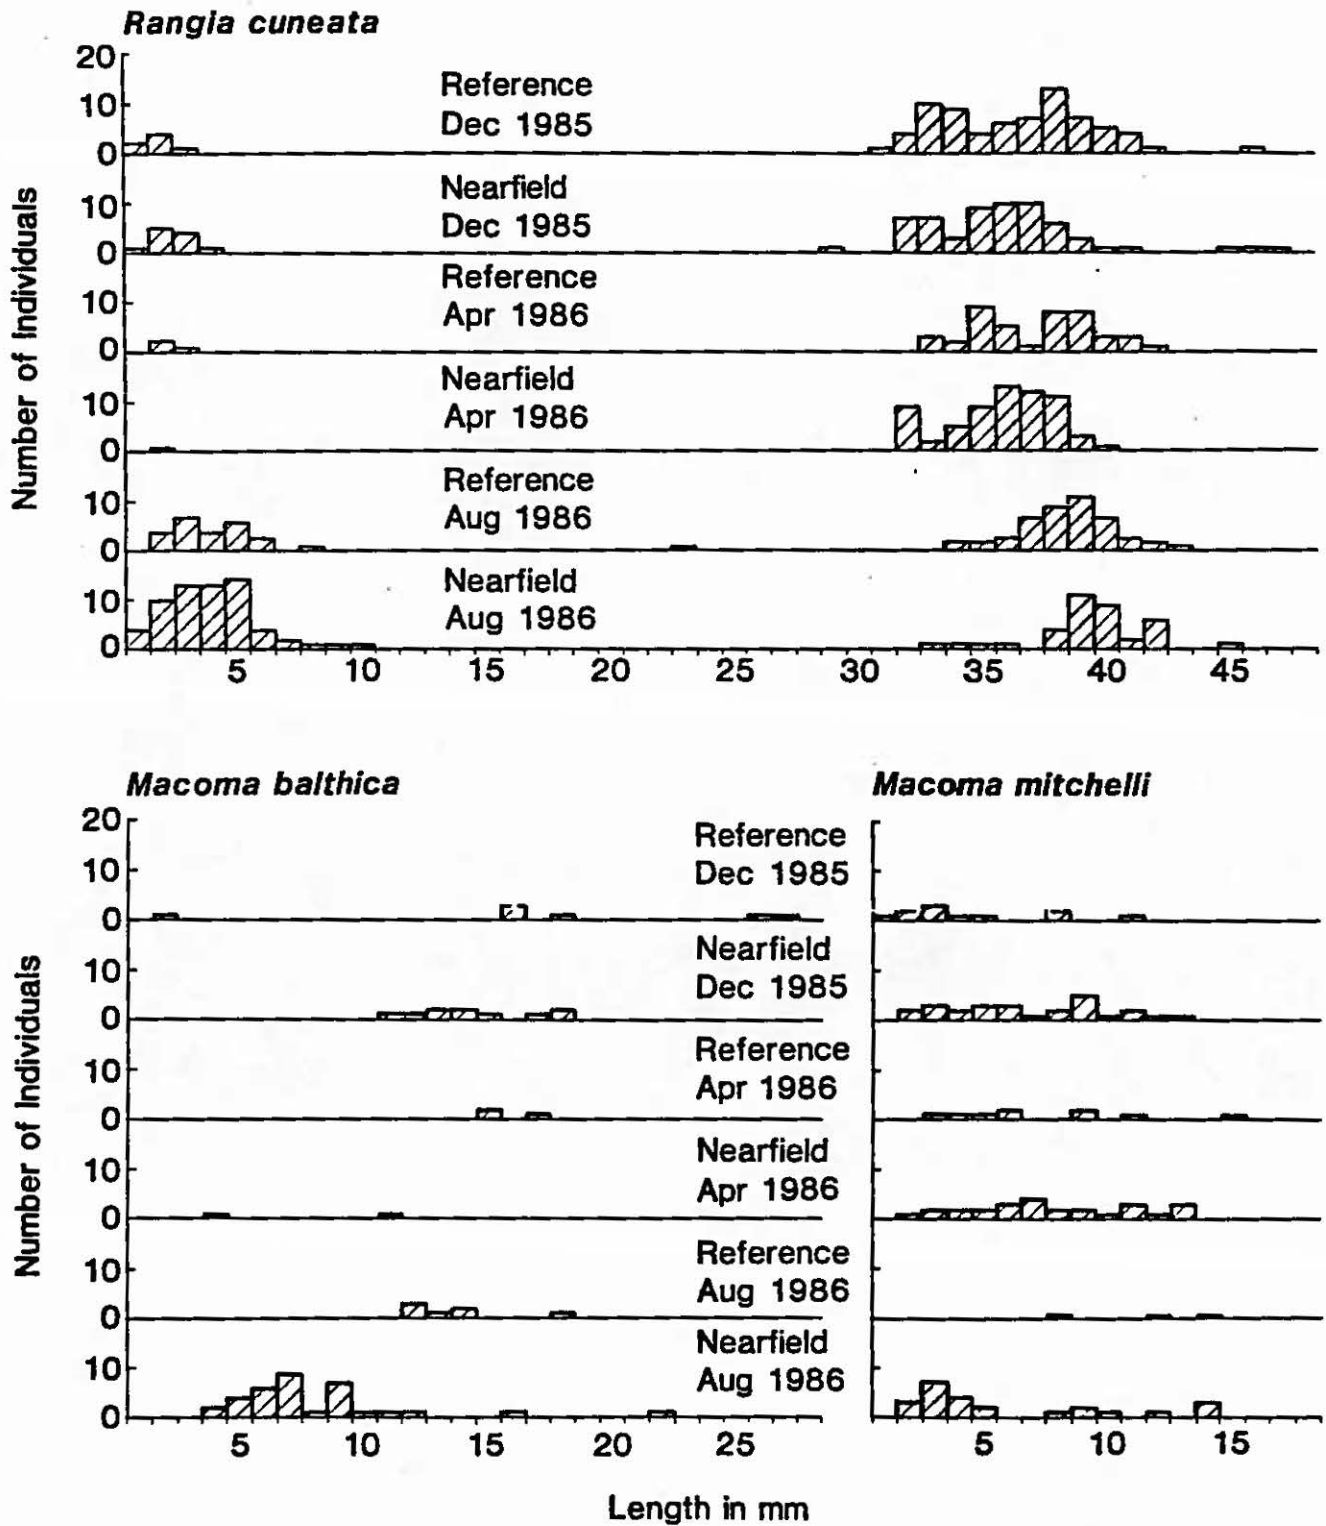 Rangia cuneata
20
10
0
Reference
Dec 1985
10
0
Nearfield
Dec 1985
10
0
Reference
Apr 1986
10
0
Nearfield
Apr 1986
10
0
Reference
Aug 1986
10
0
Nearfield
Aug 1986
5 10 15 20 25 30 35 40 45
Number of Individuals
Macoma balthica
Macoma mitchelli
20
10
0
Reference
Dec 1985
10
0
Nearfield
Dec 1985
10
0
Reference
Apr 1986
10
0
Nearfield
Apr 1986
10
0
Reference
Aug 1986
10
0
Nearfield
Aug 1986
5 10 15 20 25
5 10 15
Number of Individuals
Length in mm